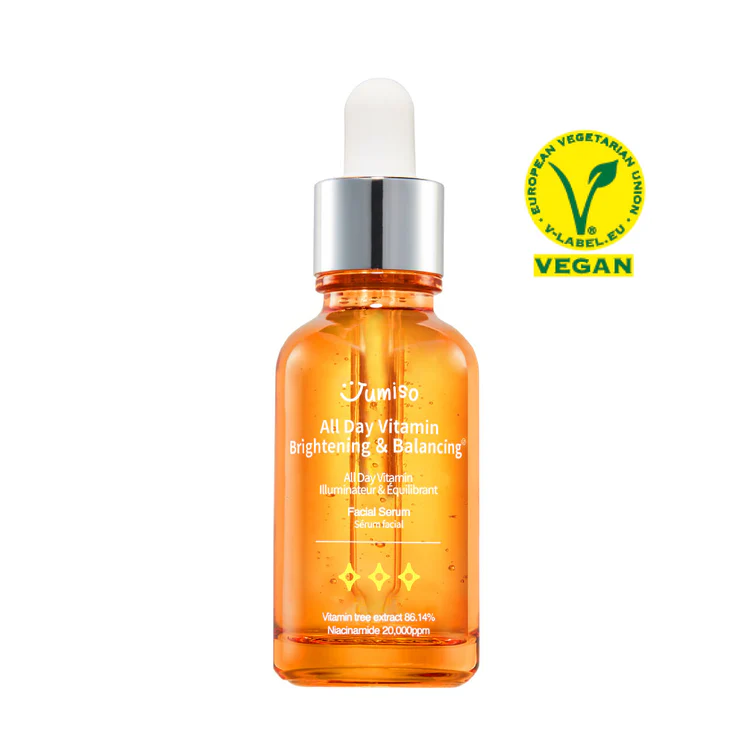 Jumiso
All Day Vitamin
Brightening & Balancing
All Day Vitamin
Illuminateur & Équilibrant
Facial Serum
Sérum facial
Vitamin tree extract 86.14%
Niacinamide 20,000ppm
· EUROPEAN VEGETARIAN UNION ·
V-LABEL.EU
®
VEGAN